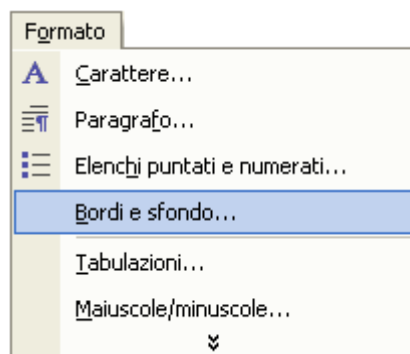 Formato
Carattere...
Paragrafo...
Elenchi puntati e numerati...
Bordi e sfondo...
Tabulazioni...
Maiuscole/minuscole...